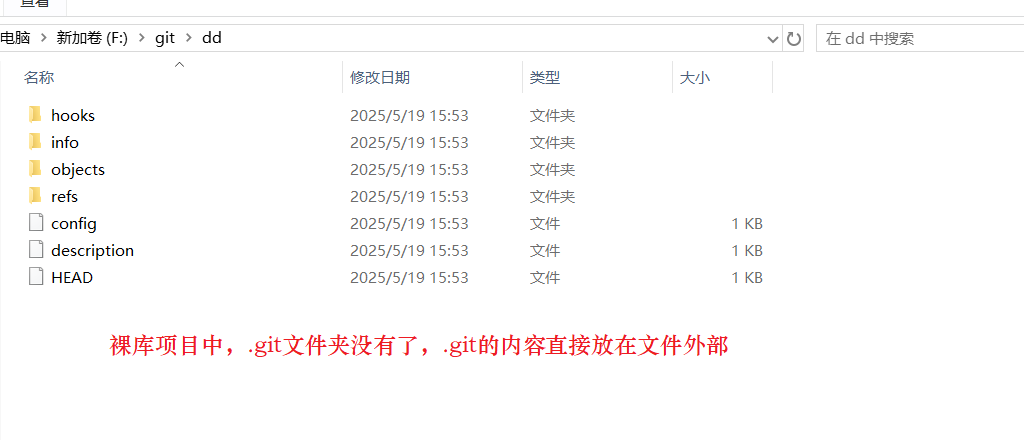 查看
电脑 > 新加卷 (F:) > git > dd
在 dd 中搜索
名称 修改日期 类型 大小
hooks 2025/5/19 15:53 文件夹
info 2025/5/19 15:53 文件夹
objects 2025/5/19 15:53 文件夹
refs 2025/5/19 15:53 文件夹
config 2025/5/19 15:53 文件 1 KB
description 2025/5/19 15:53 文件 1 KB
HEAD 2025/5/19 15:53 文件 1 KB
裸库项目中，.git文件夹没有了，.git的内容直接放在文件外部